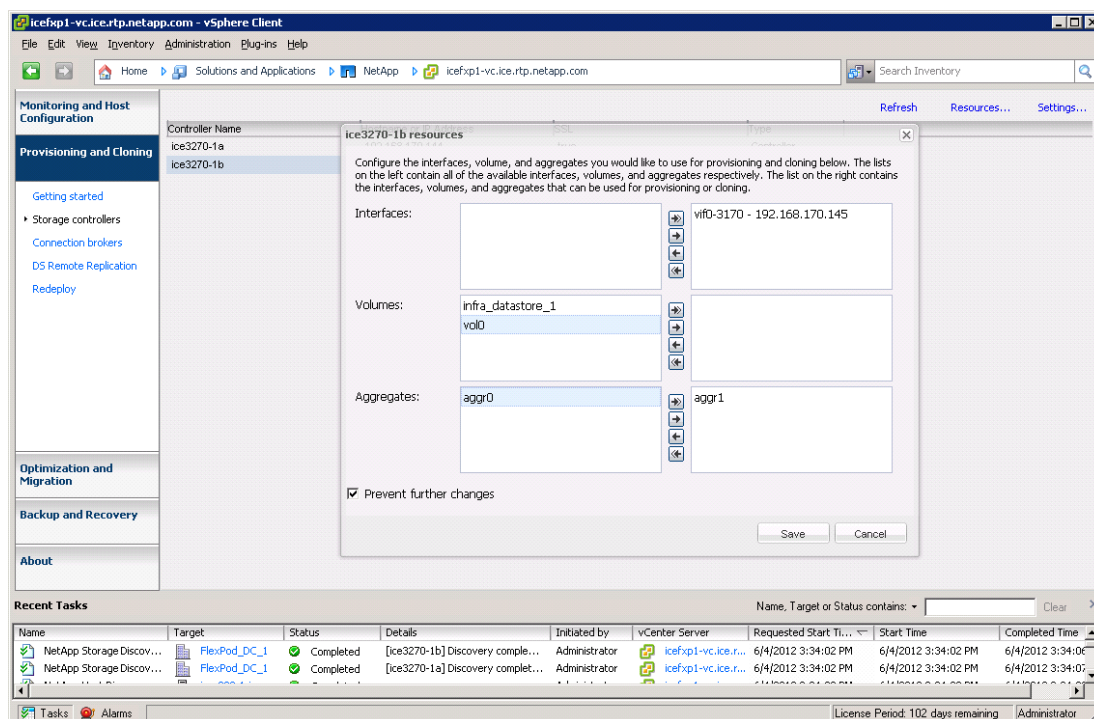 icefxp1-vc.ice.rtp.netapp.com - vSphere Client
File Edit View Inventory Administration Plug-ins Help
Home Solutions and Applications NetApp icefxp1-vc.ice.rtp.netapp.com Search Inventory
Monitoring and Host
Configuration
Provisioning and Cloning
Getting started
Storage controllers
Connection brokers
DS Remote Replication
Redeploy
Optimization and
Migration
Backup and Recovery
About
Refresh Resources... Settings...
Controller Name SSL Type
ice3270-1a
ice3270-1b
ice3270-1b resources
Configure the interfaces, volume, and aggregates you would like to use for provisioning and cloning below. The lists
on the left contain all of the available interfaces, volumes, and aggregates respectively. The list on the right contains
the interfaces, volumes, and aggregates that can be used for provisioning or cloning.
Interfaces: vif0-3170 - 192.168.170.145
Volumes: infra_datastore_1
vol0
Aggregates: aggr0 aggr1
Prevent further changes
Save Cancel
Recent Tasks Name, Target or Status contains: Clear
Name Target Status Details Initiated by vCenter Server Requested Start Ti... Start Time Completed Time
NetApp Storage Discov... FlexPod_DC_1 Completed [ice3270-1b] Discovery comple... Administrator icefxp1-vc.ice.r... 6/4/2012 3:34:02 PM 6/4/2012 3:34:02 PM 6/4/2012 3:34:06
NetApp Storage Discov... FlexPod_DC_1 Completed [ice3270-1a] Discovery complet... Administrator icefxp1-vc.ice.r... 6/4/2012 3:34:02 PM 6/4/2012 3:34:02 PM 6/4/2012 3:34:07
Tasks Alarms License Period: 102 days remaining Administrator